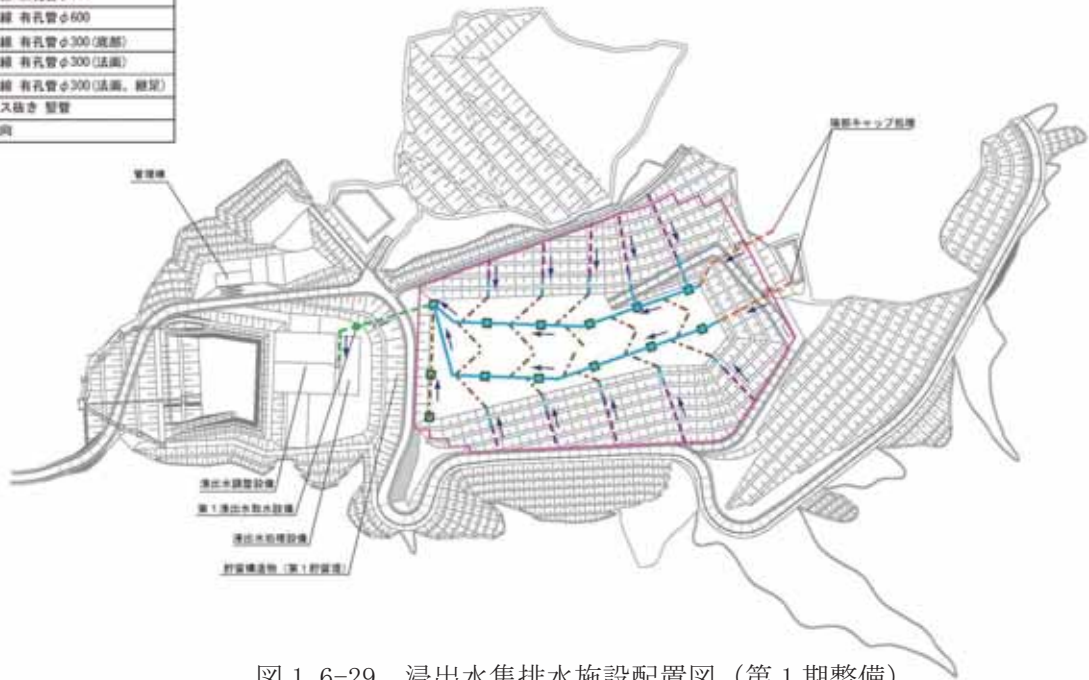 線 有孔管φ600
線 有孔管φ300(底部)
線 有孔管φ300(法面)
線 有孔管φ300(法面、継足)
ス抜き 竪管
向
端部キャップ処理
管理棟
浸出水調整設備
第1浸出水取水設備
浸出水処理設備
貯留構造物（第1貯留堤）
図 1.6-29 浸出水集排水施設配置図（第1期整備）